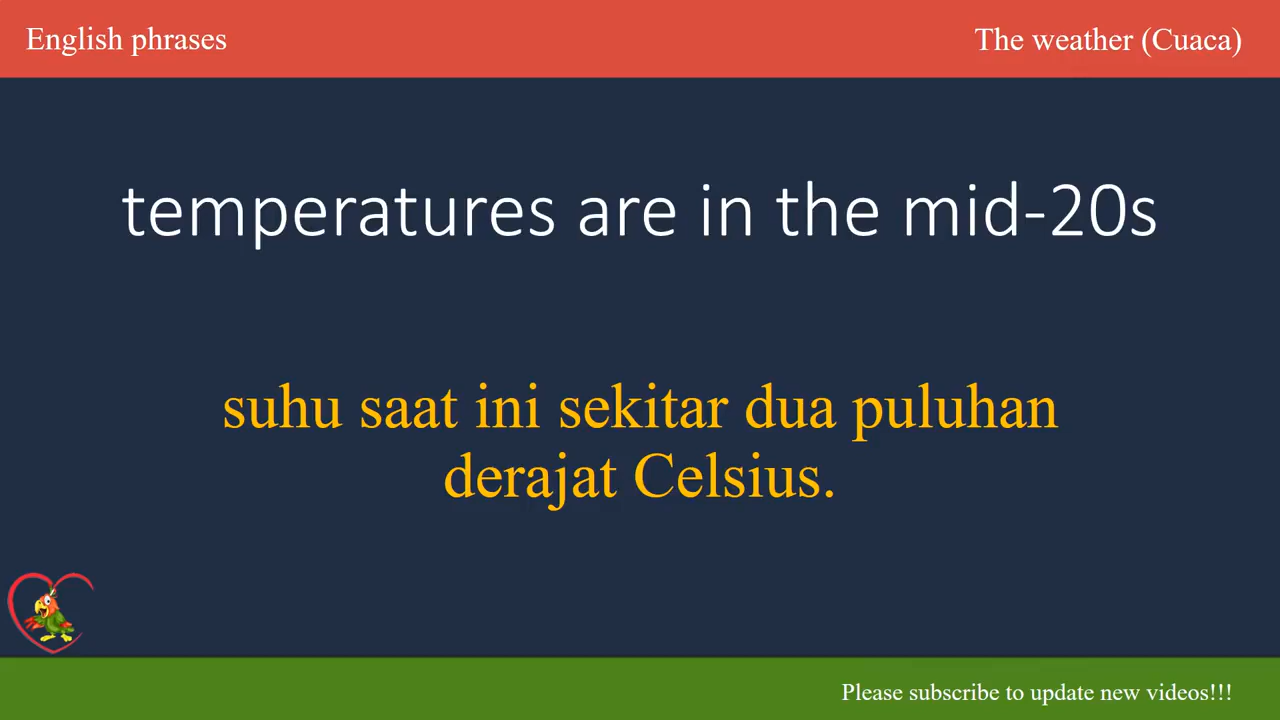 English phrases
The weather (Cuaca)
temperatures are in the mid-20s
suhu saat ini sekitar dua puluhan
derajat Celsius.
Please subscribe to update new videos!!!